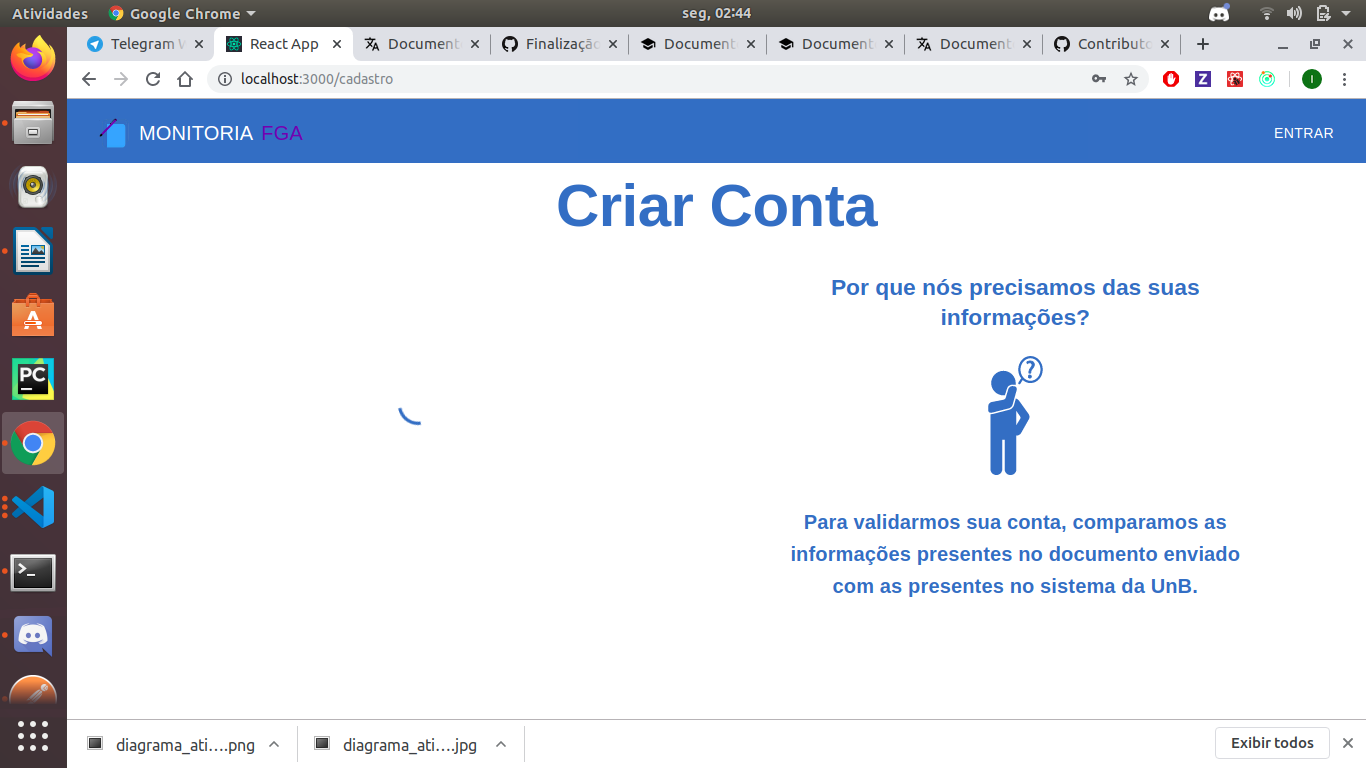 Atividades
Google Chrome
seg, 02:44
Telegram W
React App
Document
Finalização
Document
Document
Document
Contributo
localhost:3000/cadastro
Z
I
MONITORIA FGA
ENTRAR
Criar Conta
Por que nós precisamos das suas
informações?
?
Para validarmos sua conta, comparamos as
informações presentes no documento enviado
com as presentes no sistema da UnB.
PC
diagrama_ati....png
diagrama_ati....jpg
Exibir todos